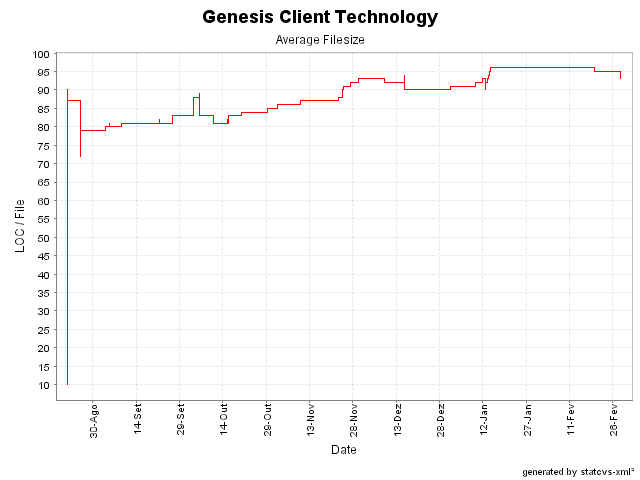 Genesis Client Technology
Average Filesize
100
95
90
85
80
75
70
65
60
55
50
45
40
35
30
25
20
15
10
LOC / File
30-Ago
14-Set
29-Set
14-Out
29-Out
13-Nov
28-Nov
13-Dez
28-Dez
12-Jan
27-Jan
11-Fev
26-Fev
Date
generated by statcvs-xml²